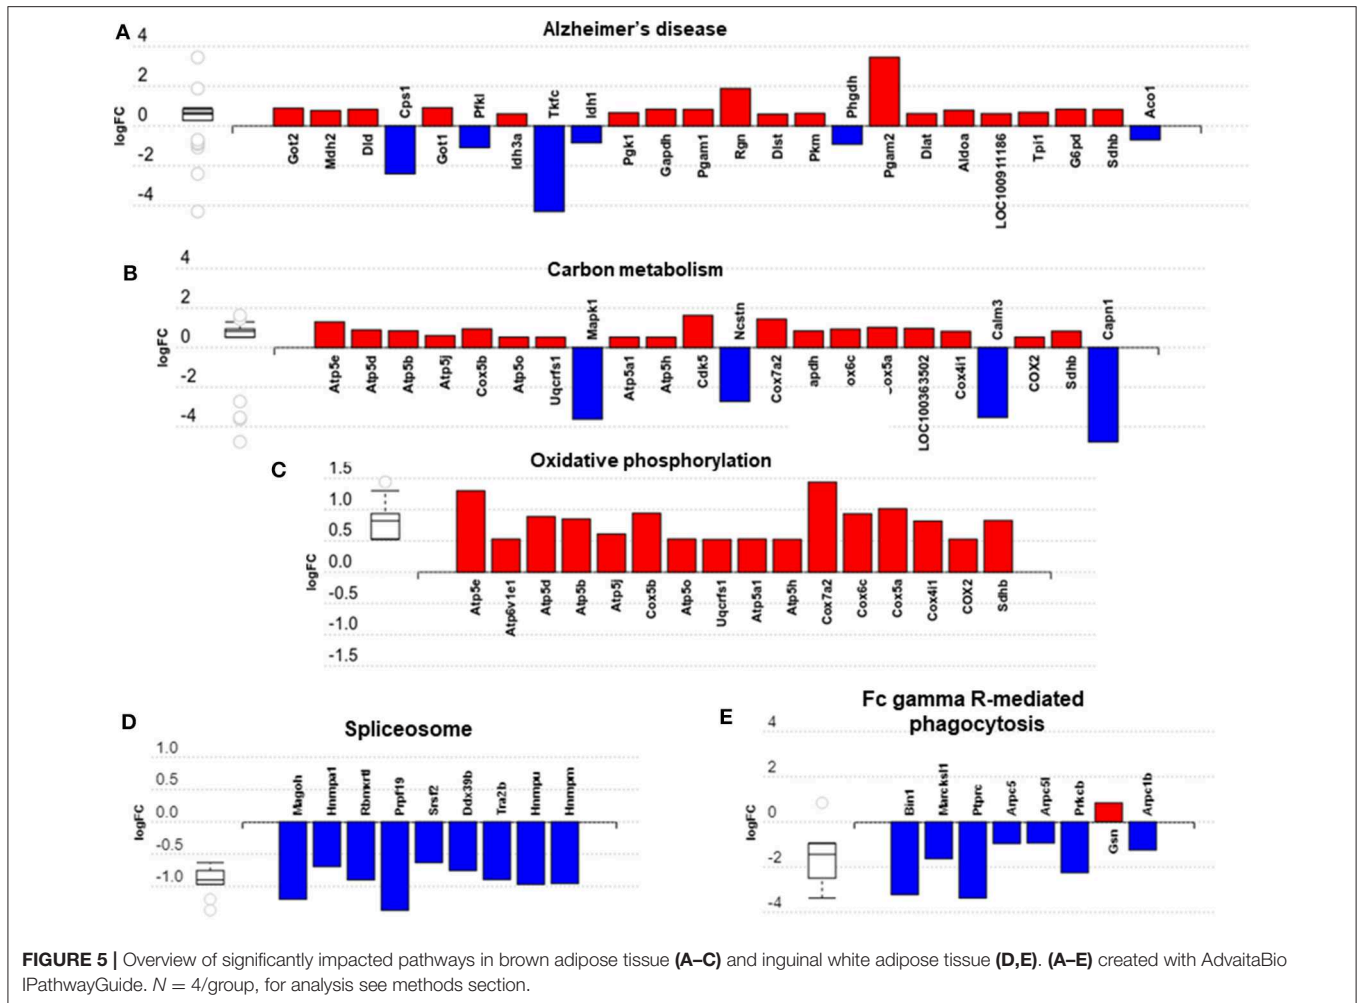 A
Alzheimer's disease
4
2
0
-2
-4
logFC
Got2
Mdh2
Dld
Cps1
Got1
Pfkl
Idh3a
Tkfc
Idh1
Pgk1
Gapdh
Pgam1
Rgn
Dlst
Pkm
Phgdh
Pgam2
Dlat
Aldoa
LOC100911186
Tpi1
G6pd
Sdhb
Aco1
B
Carbon metabolism
4
2
0
-2
-4
logFC
Atp5e
Atp5d
Atp5b
Atp5j
Cox5b
Atp5o
Uqcrfs1
Mapk1
Atp5a1
Atp5h
Cdk5
Ncstn
Cox7a2
apdh
ox6c
ox5a
LOC100363502
Cox4i1
Calm3
COX2
Sdhb
Capn1
C
Oxidative phosphorylation
1.5
1.0
0.5
0.0
-0.5
-1.0
-1.5
logFC
Atp5e
Atp6v1e1
Atp5d
Atp5b
Atp5j
Cox5b
Atp5o
Uqcrfs1
Atp5a1
Atp5h
Cox7a2
Cox6c
Cox5a
Cox4i1
COX2
Sdhb
D
Spliceosome
1.0
0.5
0.0
-0.5
-1.0
logFC
Magoh
Hnrnpa1
Rbmxrtl
Prpf19
Srsf2
Ddx39b
Tra2b
Hnrnpu
Hnrnpm
E
Fc gamma R-mediated
phagocytosis
4
2
0
-2
-4
logFC
Bin1
Marcksl1
Ptprc
Arpc5
Arpc5l
Prkcb
Gsn
Arpc1b
FIGURE 5 | Overview of significantly impacted pathways in brown adipose tissue (A–C) and inguinal white adipose tissue (D,E). (A–E) created with AdvaitaBio
IPathwayGuide. N = 4/group, for analysis see methods section.